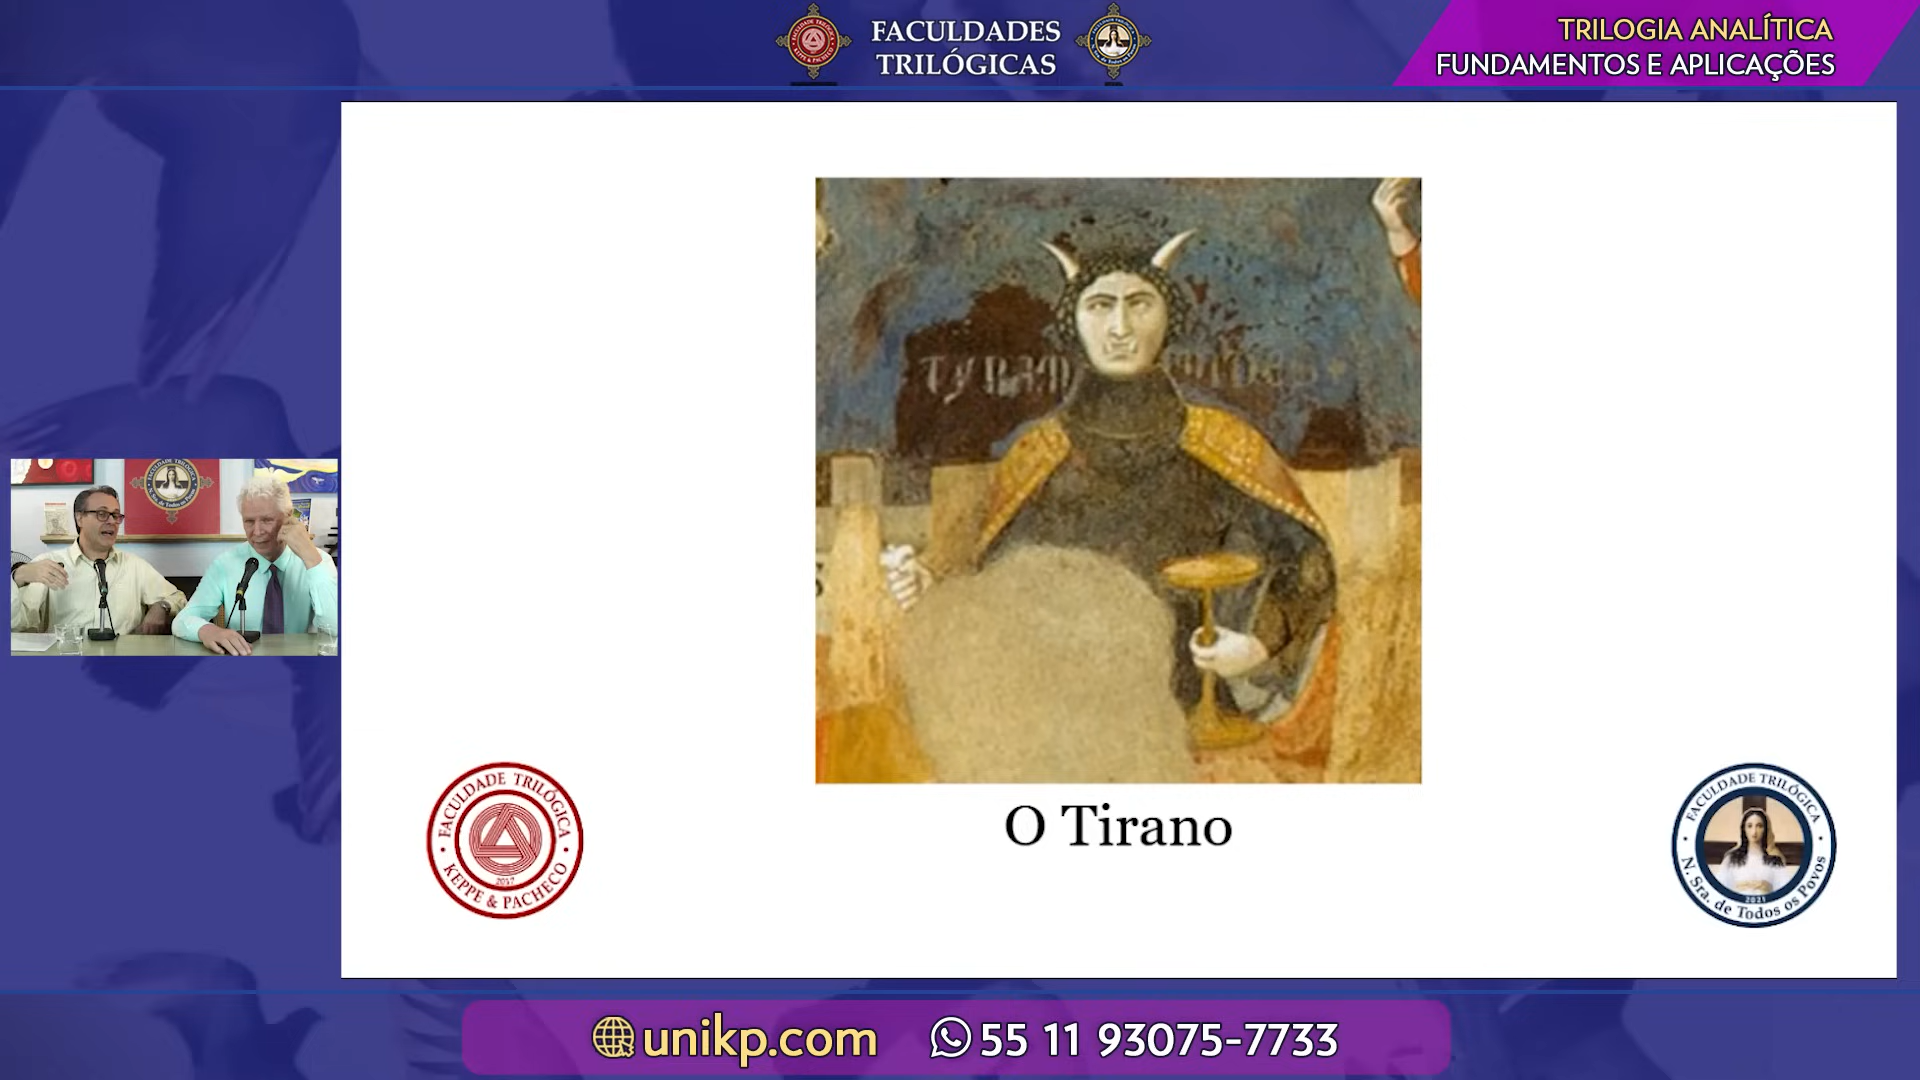 FACULDADES
TRILÓGICAS
TRILOGIA ANALÍTICA
FUNDAMENTOS E APLICAÇÕES
TYRAM
O Tirano
FACULDADE TRILÓGICA
KEPPE & PACHECO
2017
FACULDADE TRILÓGICA
N. Sra. de Todos os Povos
2021
unikp.com
55 11 93075-7733